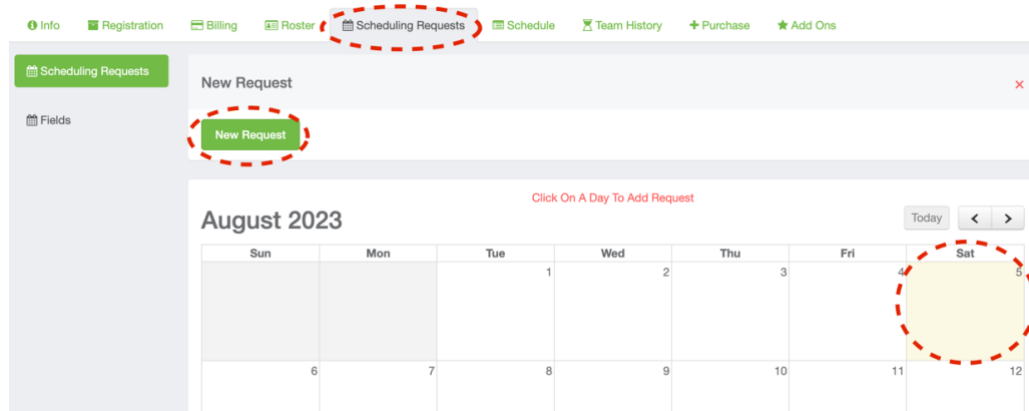 Info Registration Billing Roster Scheduling Requests Schedule Team History Purchase Add Ons
Scheduling Requests
Fields
New Request
New Request
Click On A Day To Add Request
August 2023
Today
Sun Mon Tue Wed Thu Fri Sat
1 2 3 4 5
6 7 8 9 10 11 12